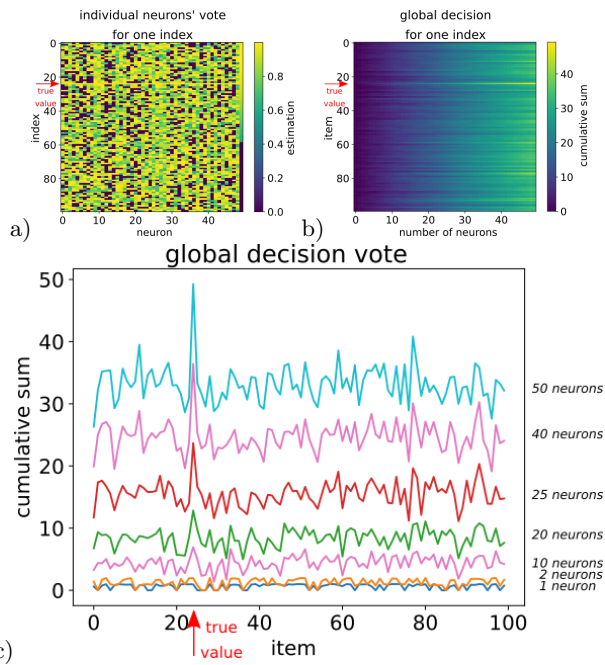 individual neurons' vote
for one index
0
20
40
60
80
true
value
index
0 10 20 30 40
neuron
0.0
0.2
0.4
0.6
0.8
estimation
a)
global decision
for one index
0
20
40
60
80
true
value
item
0 10 20 30 40
number of neurons
0
10
20
30
40
cumulative sum
b)
global decision vote
50
40
30
20
10
0
cumulative sum
50 neurons
40 neurons
25 neurons
20 neurons
10 neurons
2 neurons
1 neuron
0 20 40 60 80 100
true
value
item
c)